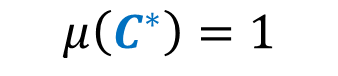 μ(C*) = 1